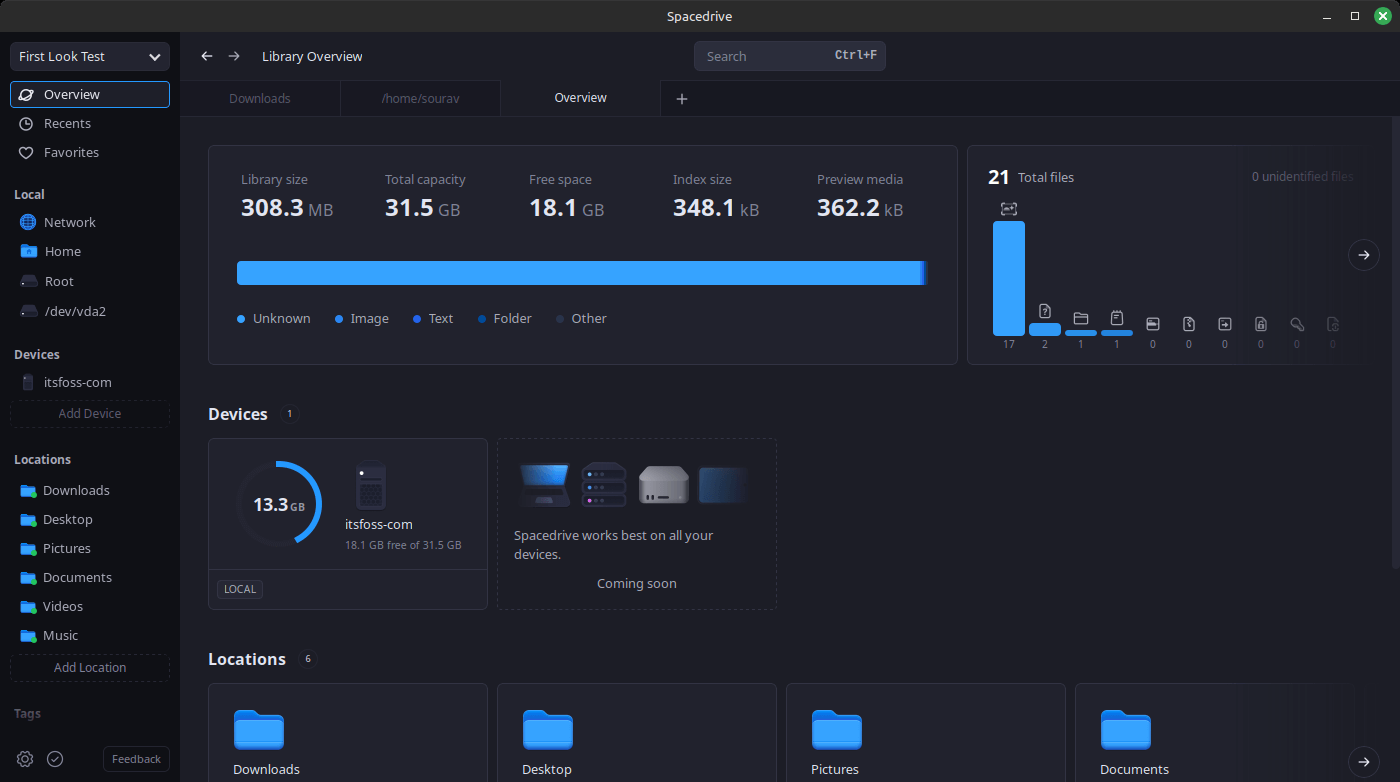 Spacedrive
First Look Test
Overview
Recents
Favorites
Local
Network
Home
Root
/dev/vda2
Devices
itsfoss-com
Add Device
Locations
Downloads
Desktop
Pictures
Documents
Videos
Music
Add Location
Tags
Feedback
Library Overview
Search Ctrl+F
Downloads /home/sourav Overview
Library size Total capacity Free space Index size Preview media
308.3 MB 31.5 GB 18.1 GB 348.1 kB 362.2 kB
Unknown Image Text Folder Other
21 Total files 0 unidentified files
17 2 1 1 0 0 0 0 0 0
Devices 1
13.3 GB
itsfoss-com
18.1 GB free of 31.5 GB
LOCAL
Spacedrive works best on all your
devices.
Coming soon
Locations 6
Downloads Desktop Pictures Documents